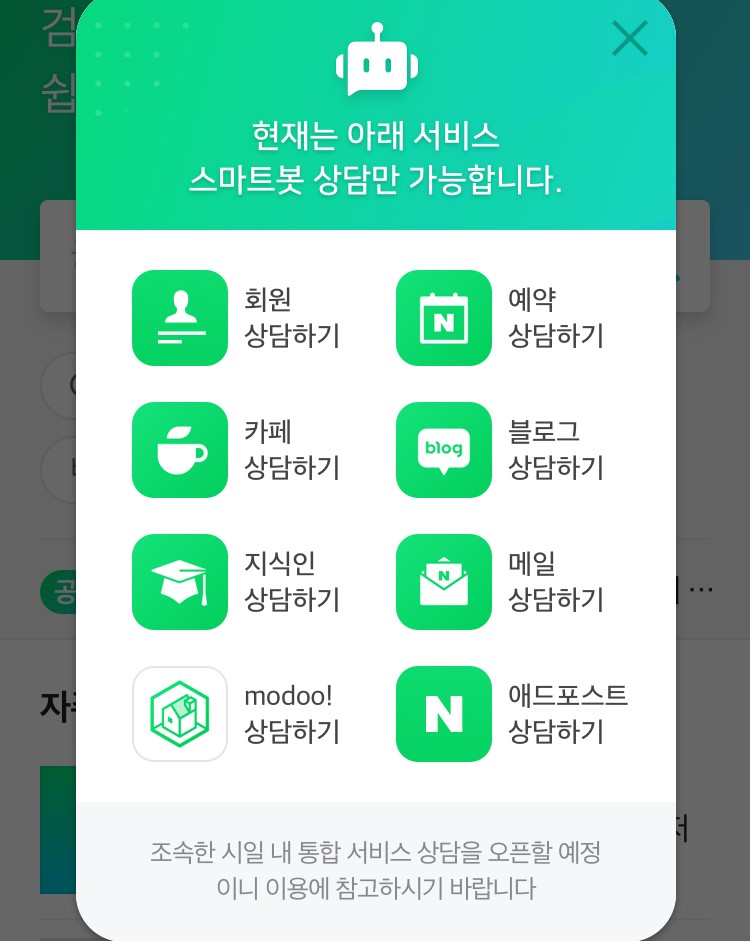 검
쉽
현재는 아래 서비스
스마트봇 상담만 가능합니다.
회원
상담하기
N
예약
상담하기
카페
상담하기
blog
블로그
상담하기
지식인
상담하기
N
메일
상담하기
공
...
modoo!
상담하기
N
애드포스트
상담하기
조속한 시일 내 통합 서비스 상담을 오픈할 예정
이니 이용에 참고하시기 바랍니다